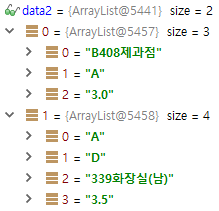 data2 = {ArrayList@5441} size = 2
0 = {ArrayList@5457} size = 3
0 = "B408제과점"
1 = "A"
2 = "3.0"
1 = {ArrayList@5458} size = 4
0 = "A"
1 = "D"
2 = "339화장실(남)"
3 = "3.5"